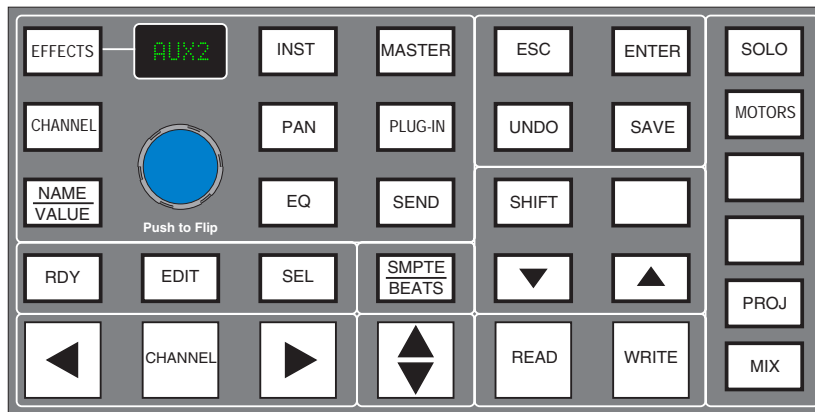 EFFECTS
AUX2
INST
MASTER
ESC
ENTER
SOLO
CHANNEL
PAN
PLUG-IN
UNDO
SAVE
MOTORS
NAME
VALUE
Push to Flip
EQ
SEND
SHIFT
RDY
EDIT
SEL
SMPTE
BEATS
PROJ
CHANNEL
READ
WRITE
MIX